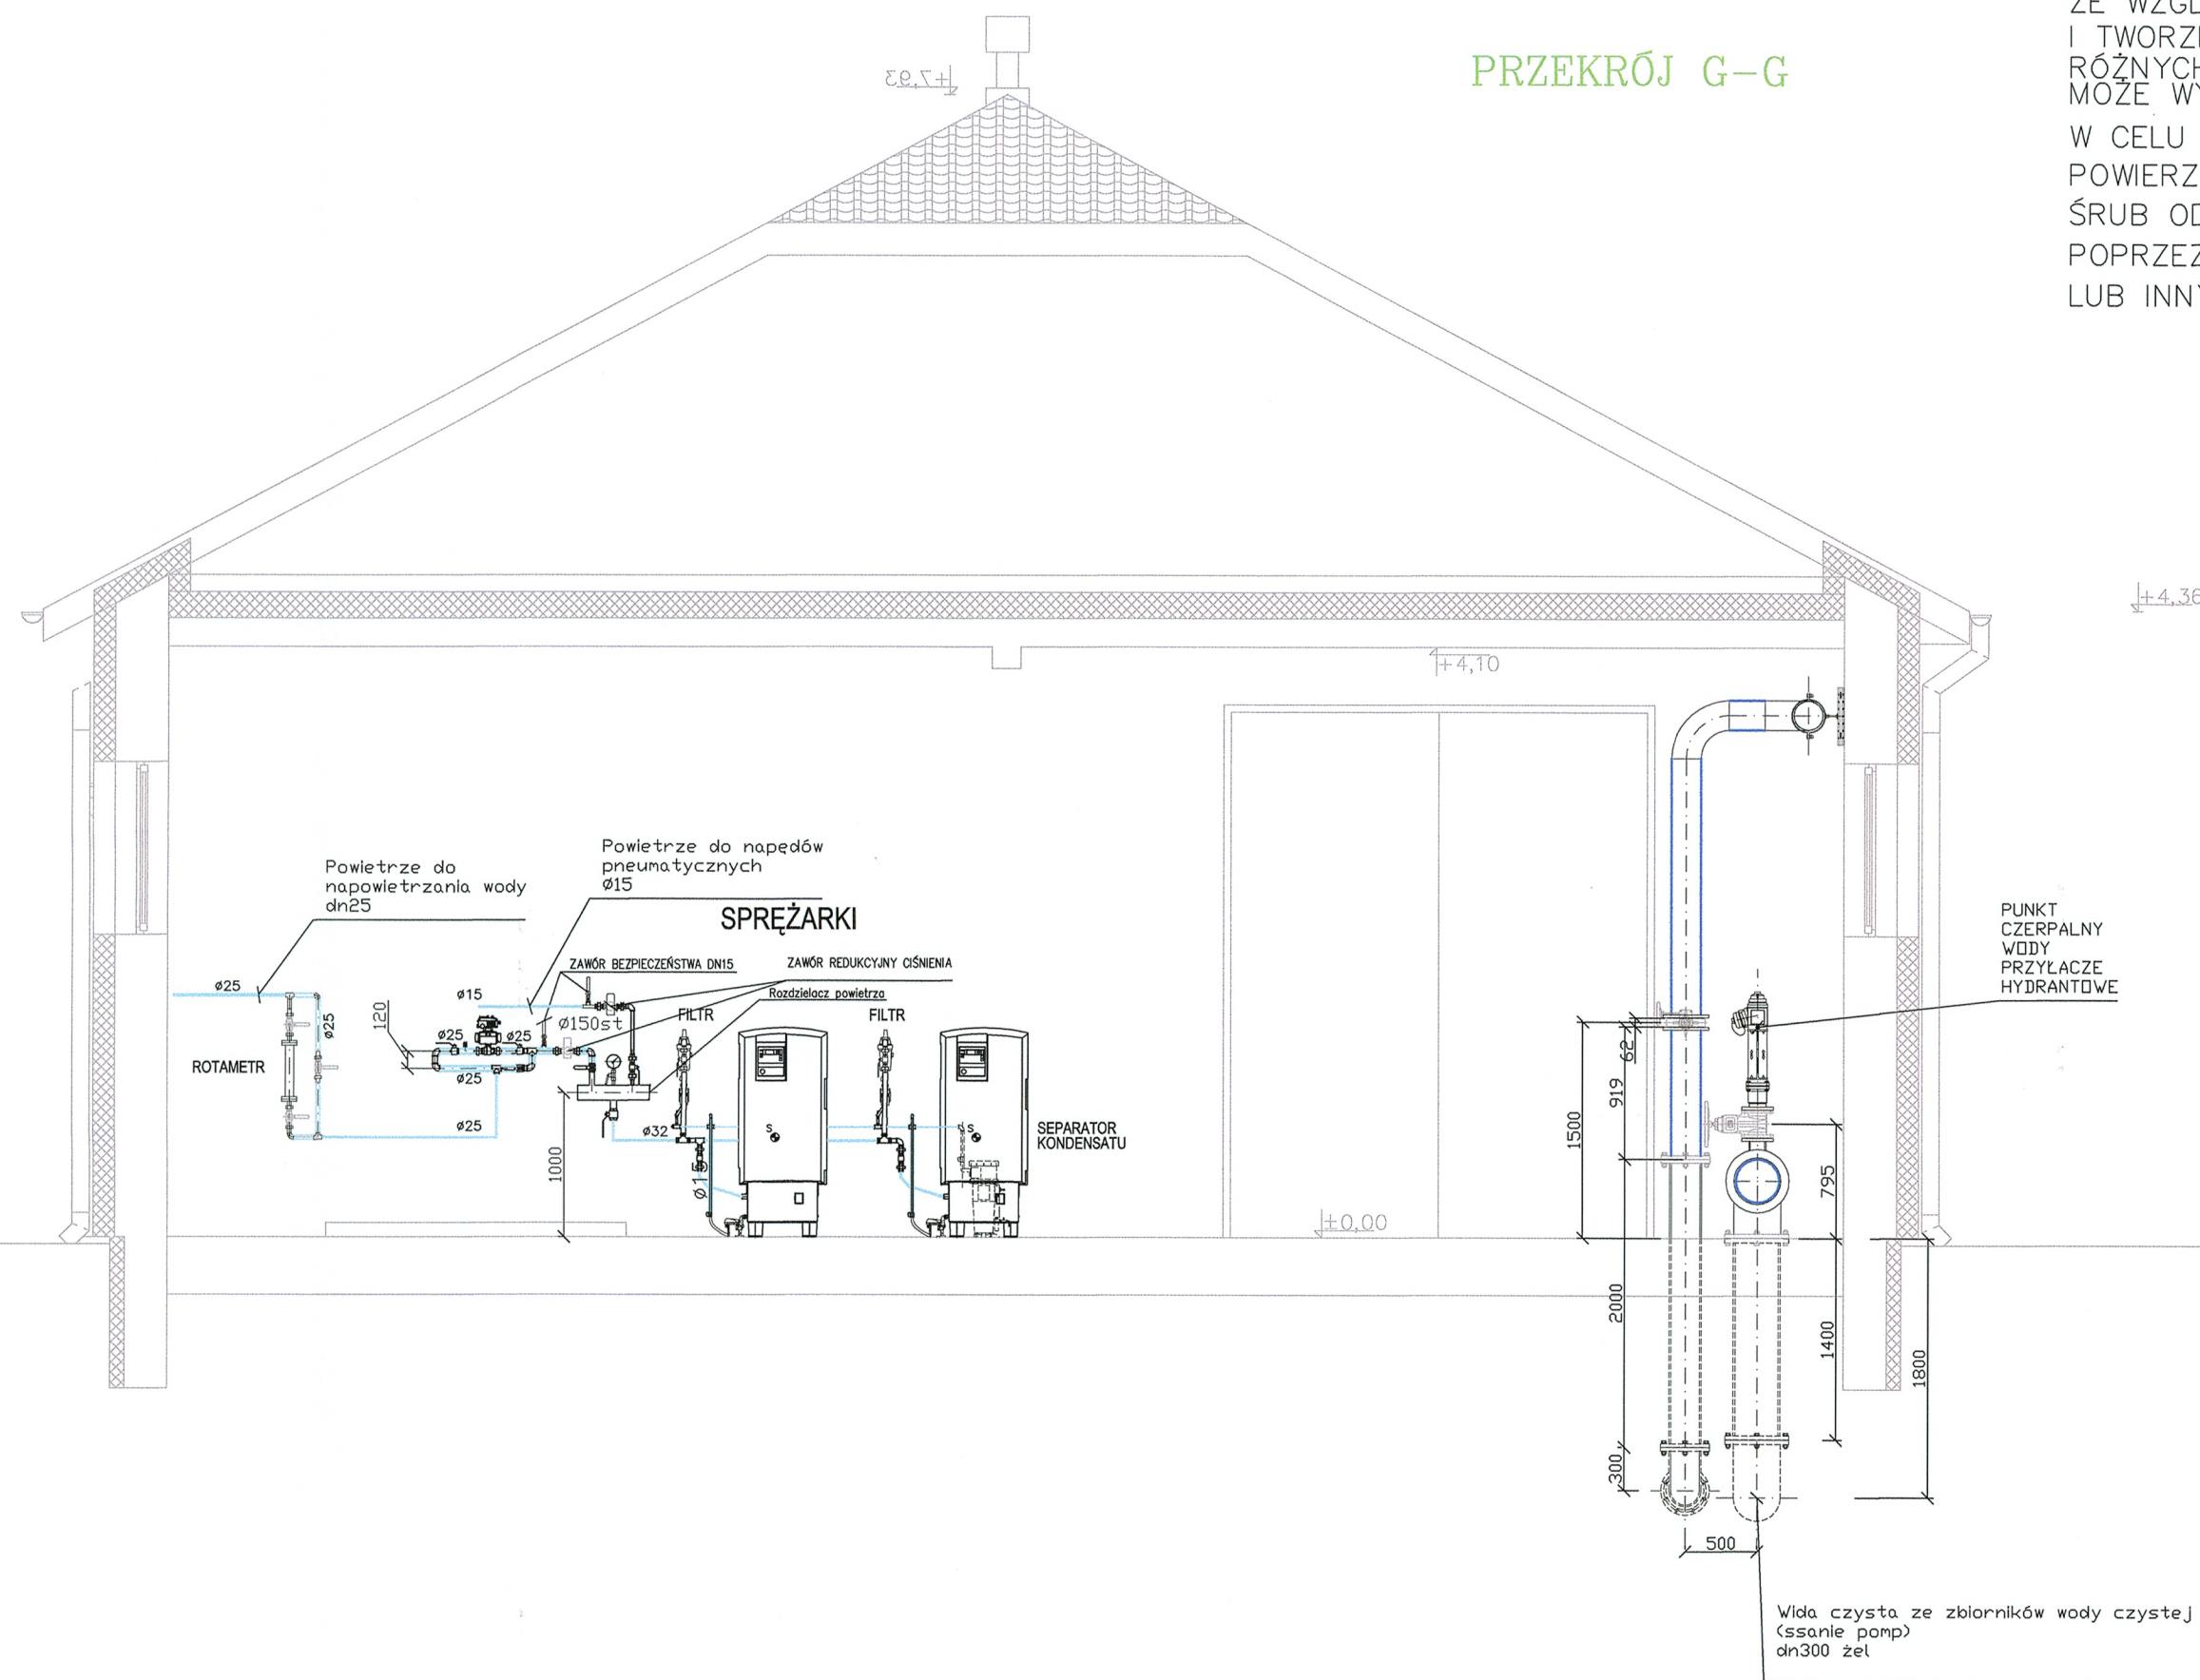 PRZEKRÓJ G-G
ZE WZGL
I TWORZ
RÓŻNYCH
MOŻE WY
W CELU
POWIERZ
ŚRUB OD
POPRZEZ
LUB INNY
+7,93
+4,36
+4,10
Powietrze do
napowietrzania wody
dn25
Powietrze do napędów
pneumatycznych
ø15
SPRĘŻARKI
ZAWÓR BEZPIECZEŃSTWA DN15
ZAWÓR REDUKCYJNY CIŚNIENIA
Rozdzielacz powietrza
PUNKT
CZERPALNY
WODY
PRZYŁACZE
HYDRANTOWE
ø25
ø15
ø25
120
ø25
ø25
Ø150st
FILTR
FILTR
ROTAMETR
ø25
ø25
ø32
1000
Ø15
S
S
SEPARATOR
KONDENSATU
62
919
1500
795
±0,00
2000
1400
1800
300
500
Wida czysta ze zbiorników wody czystej
(ssanie pomp)
dn300 żel